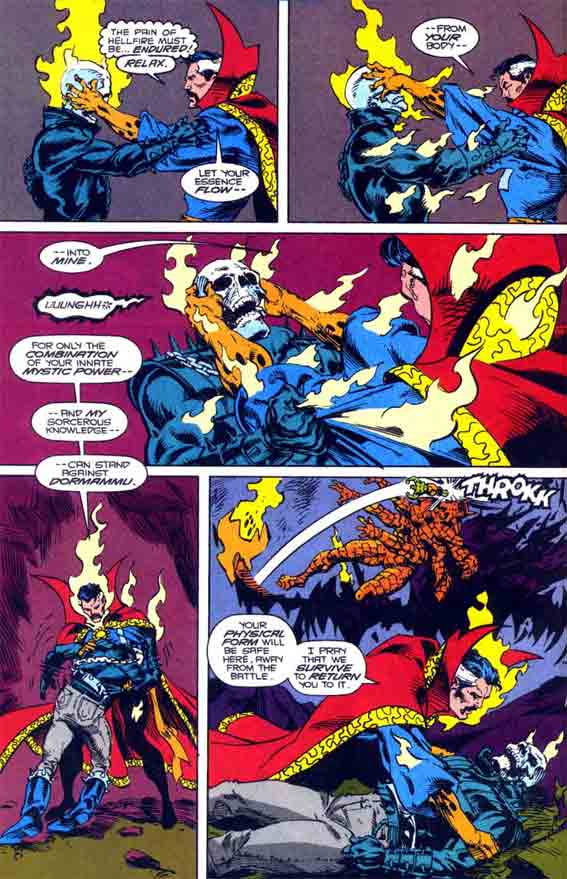 THE PAIN OF
HELLFIRE MUST
BE... ENDURED!
RELAX.
LET YOUR
ESSENCE
FLOW--
--FROM
YOUR
BODY--
--INTO
MINE.
UUUNGHH*
FOR ONLY THE
COMBINATION
OF YOUR INNATE
MYSTIC POWER--
--AND MY
SORCEROUS
KNOWLEDGE--
--CAN STAND
AGAINST
DORMAMMU.
THROKK
YOUR
PHYSICAL
FORM WILL
BE SAFE
HERE, AWAY
FROM THE
BATTLE.
I PRAY
THAT WE
SURVIVE
TO RETURN
YOU TO IT.